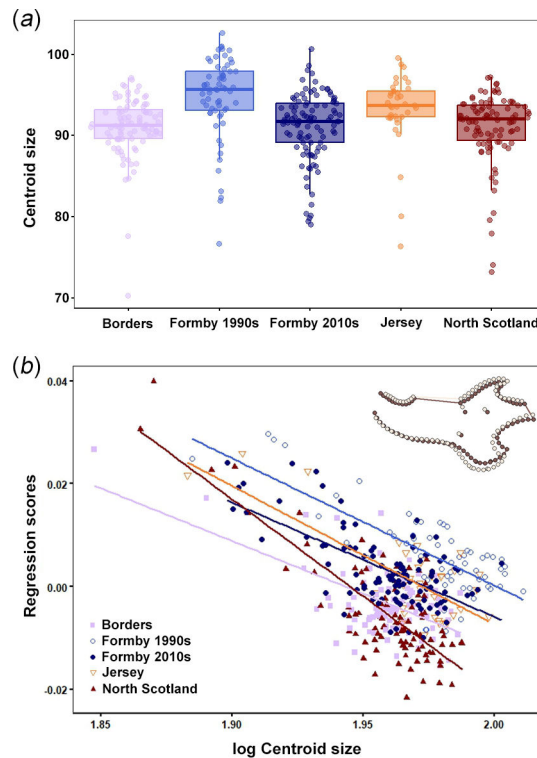 (a)
Centroid size
100
90
80
70
Borders
Formby 1990s
Formby 2010s
Jersey
North Scotland
(b)
Regression scores
0.04
0.02
0.00
-0.02
Borders
Formby 1990s
Formby 2010s
Jersey
North Scotland
1.85
1.90
1.95
2.00
log Centroid size